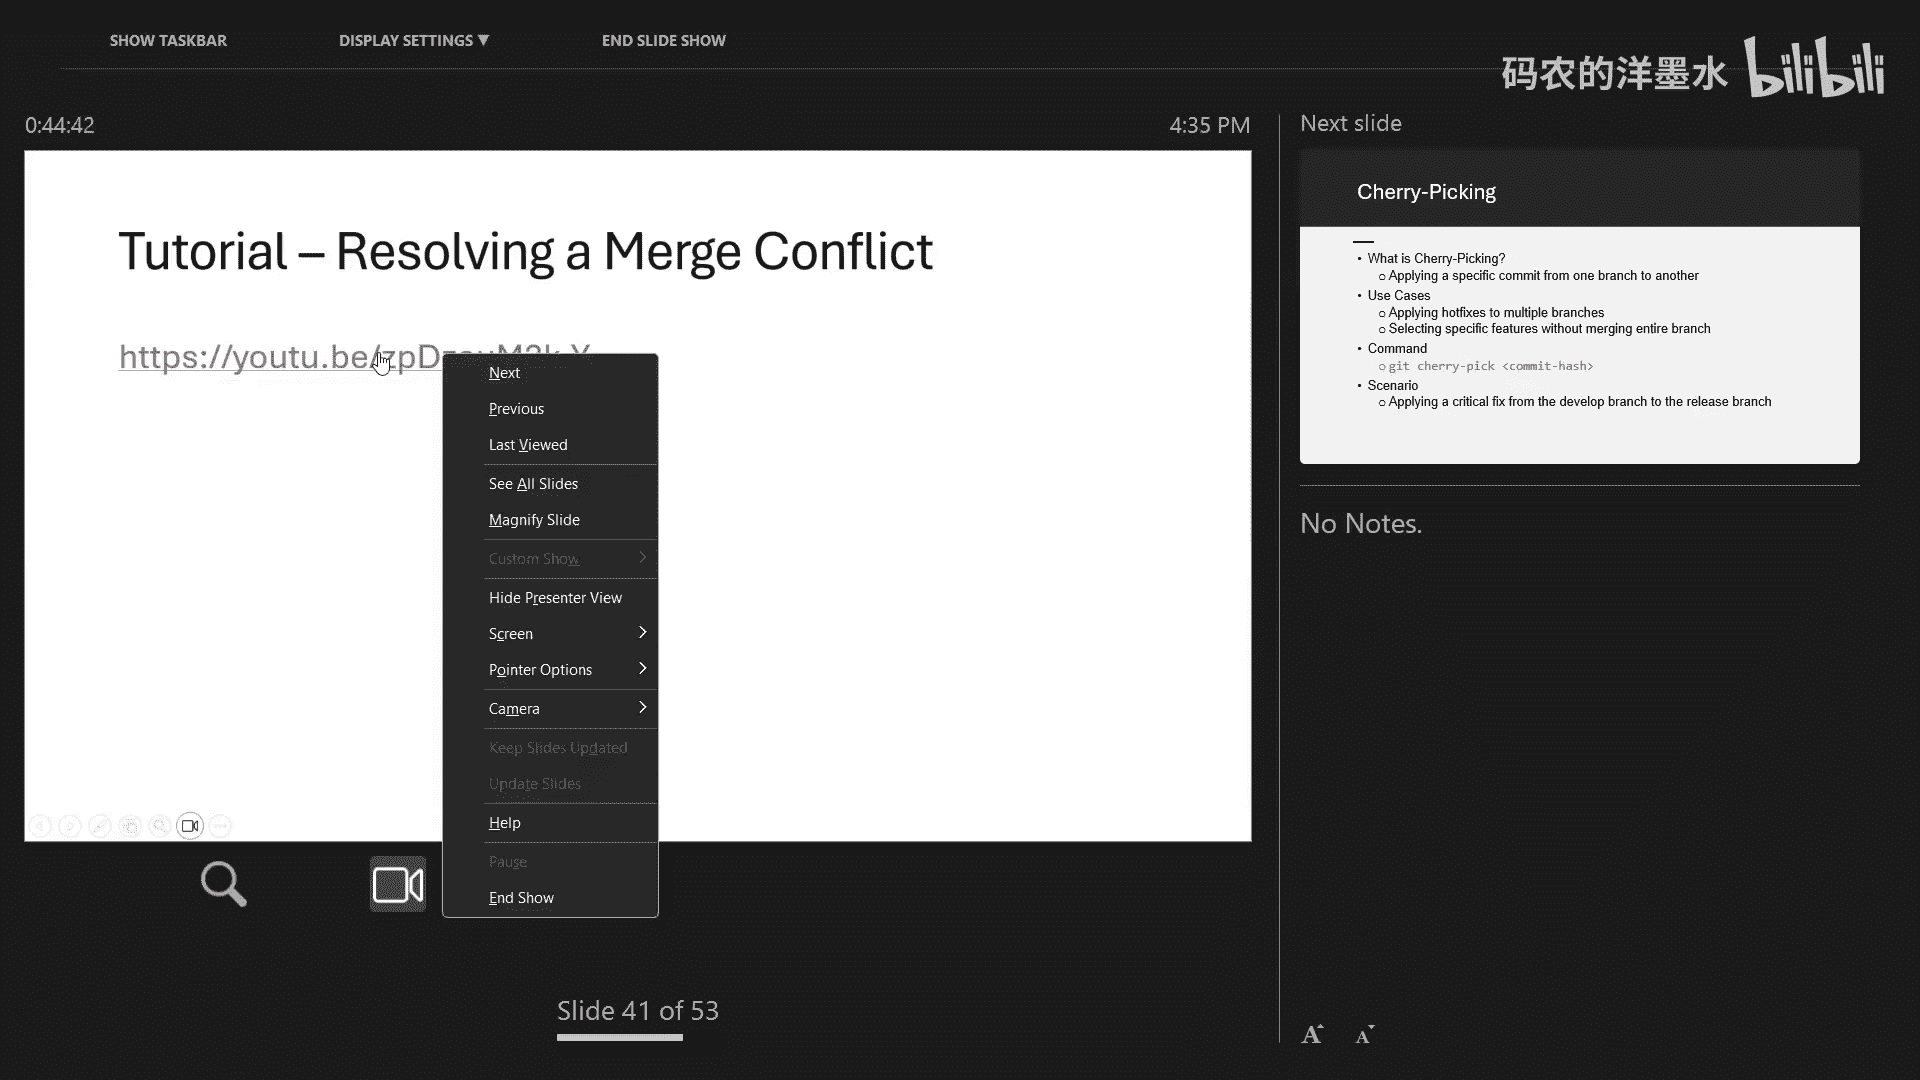 SHOW TASKBAR
DISPLAY SETTINGS ▼
END SLIDE SHOW
码农的洋墨水 bilibili
0:44:42
4:35 PM
Tutorial – Resolving a Merge Conflict
https://youtu.be/zpD
Next
Previous
Last Viewed
See All Slides
Magnify Slide
Custom Show
Hide Presenter View
Screen
Pointer Options
Camera
Keep Slides Updated
Update Slides
Help
Pause
End Show
Slide 41 of 53
Next slide
Cherry-Picking
• What is Cherry-Picking?
o Applying a specific commit from one branch to another
• Use Cases
o Applying hotfixes to multiple branches
o Selecting specific features without merging entire branch
• Command
o git cherry-pick <commit-hash>
• Scenario
o Applying a critical fix from the develop branch to the release branch
No Notes.
A A